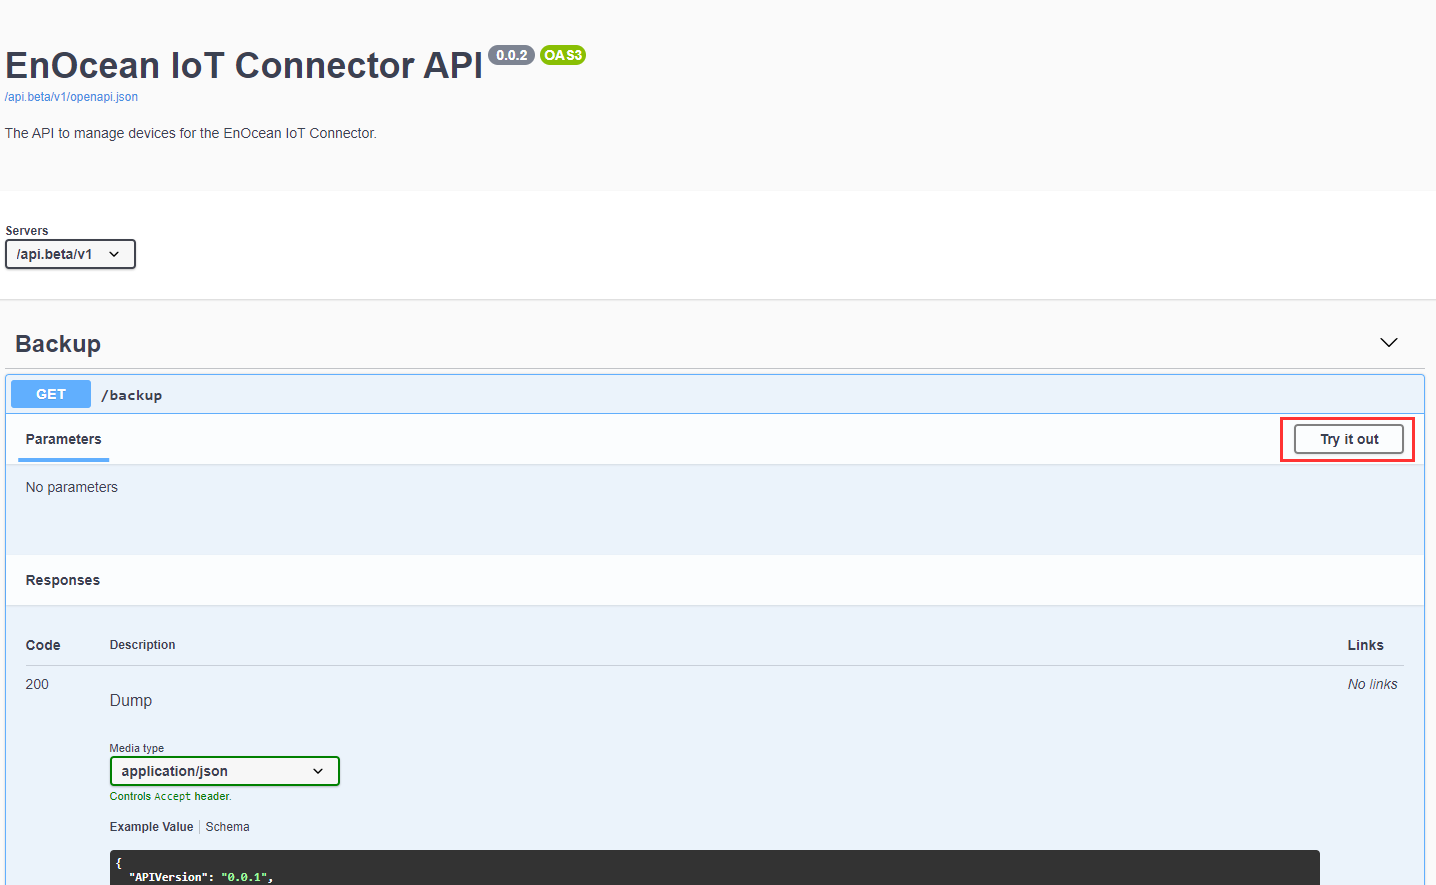 EnOcean IoT Connector API 0.0.2 OAS3
/api.beta/v1/openapi.json
The API to manage devices for the EnOcean IoT Connector.
Servers
/api.beta/v1
Backup
GET /backup
Parameters Try it out
No parameters
Responses
Code Description Links
200 Dump No links
Media type
application/json
Controls Accept header.
Example Value Schema
{
"APIVersion": "0.0.1",